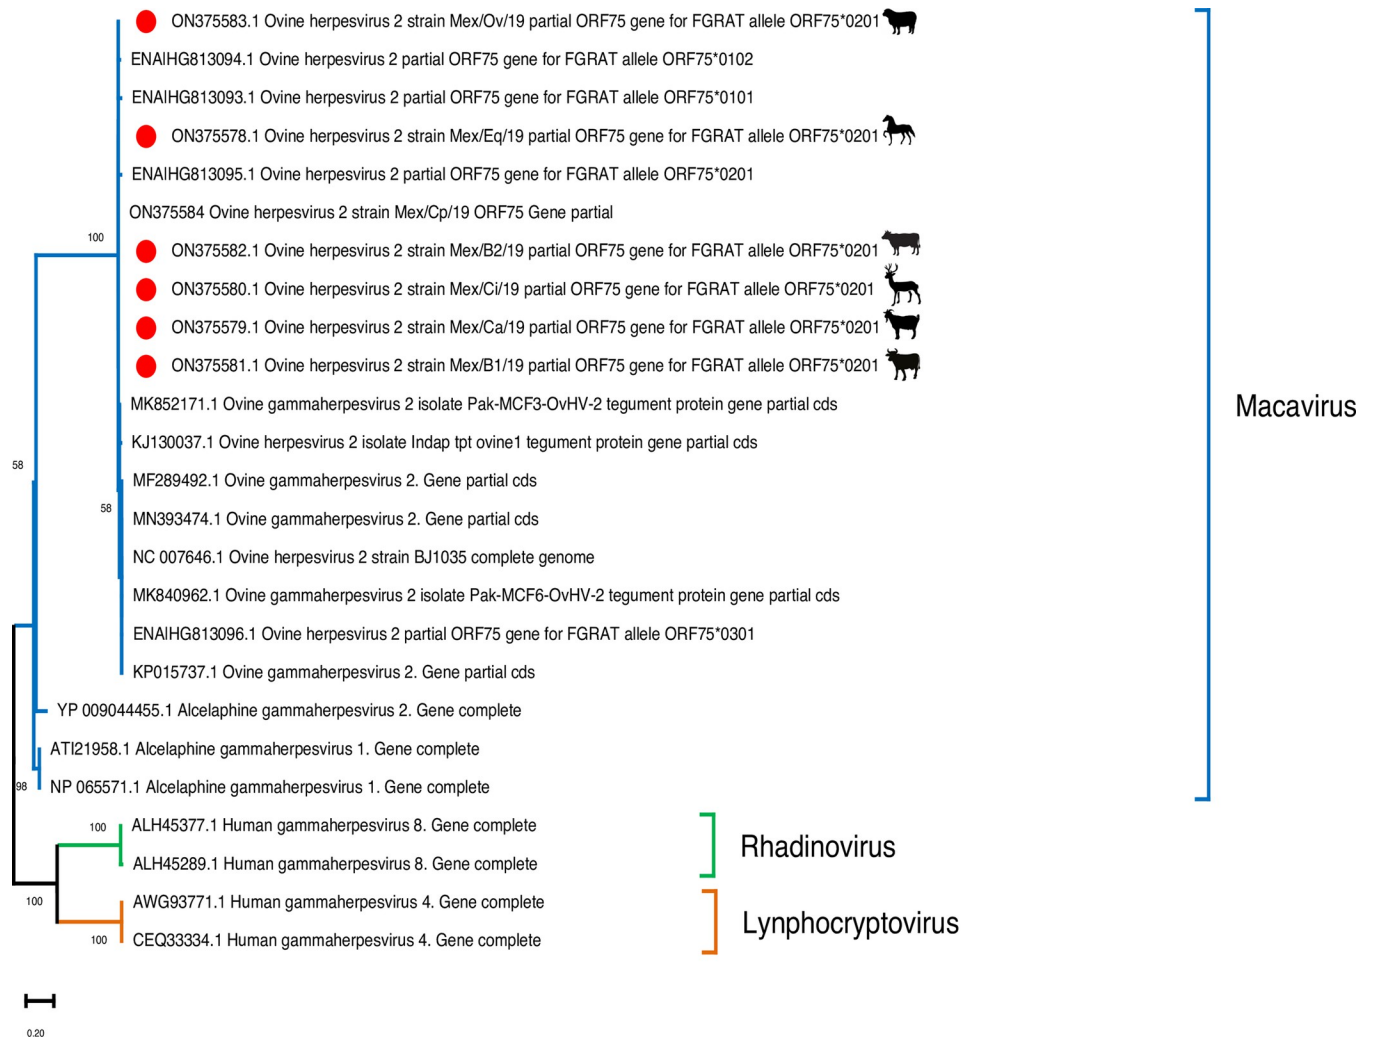 ON375583.1 Ovine herpesvirus 2 strain Mex/Ov/19 partial ORF75 gene for FGRAT allele ORF75*0201
ENA|HG813094.1 Ovine herpesvirus 2 partial ORF75 gene for FGRAT allele ORF75*0102
ENA|HG813093.1 Ovine herpesvirus 2 partial ORF75 gene for FGRAT allele ORF75*0101
ON375578.1 Ovine herpesvirus 2 strain Mex/Eq/19 partial ORF75 gene for FGRAT allele ORF75*0201
ENA|HG813095.1 Ovine herpesvirus 2 partial ORF75 gene for FGRAT allele ORF75*0201
ON375584 Ovine herpesvirus 2 strain Mex/Cp/19 ORF75 Gene partial
100
ON375582.1 Ovine herpesvirus 2 strain Mex/B2/19 partial ORF75 gene for FGRAT allele ORF75*0201
ON375580.1 Ovine herpesvirus 2 strain Mex/Ci/19 partial ORF75 gene for FGRAT allele ORF75*0201
ON375579.1 Ovine herpesvirus 2 strain Mex/Ca/19 partial ORF75 gene for FGRAT allele ORF75*0201
ON375581.1 Ovine herpesvirus 2 strain Mex/B1/19 partial ORF75 gene for FGRAT allele ORF75*0201
MK852171.1 Ovine gammaherpesvirus 2 isolate Pak-MCF3-OvHV-2 tegument protein gene partial cds
Macavirus
KJ130037.1 Ovine herpesvirus 2 isolate Indap tpt ovine1 tegument protein gene partial cds
58
MF289492.1 Ovine gammaherpesvirus 2. Gene partial cds
58
MN393474.1 Ovine gammaherpesvirus 2. Gene partial cds
NC 007646.1 Ovine herpesvirus 2 strain BJ1035 complete genome
MK840962.1 Ovine gammaherpesvirus 2 isolate Pak-MCF6-OvHV-2 tegument protein gene partial cds
ENA|HG813096.1 Ovine herpesvirus 2 partial ORF75 gene for FGRAT allele ORF75*0301
KP015737.1 Ovine gammaherpesvirus 2. Gene partial cds
YP 009044455.1 Alcelaphine gammaherpesvirus 2. Gene complete
ATI21958.1 Alcelaphine gammaherpesvirus 1. Gene complete
98
NP 065571.1 Alcelaphine gammaherpesvirus 1. Gene complete
100
ALH45377.1 Human gammaherpesvirus 8. Gene complete
Rhadinovirus
ALH45289.1 Human gammaherpesvirus 8. Gene complete
100
AWG93771.1 Human gammaherpesvirus 4. Gene complete
Lynphocryptovirus
100
CEQ33334.1 Human gammaherpesvirus 4. Gene complete
0.20